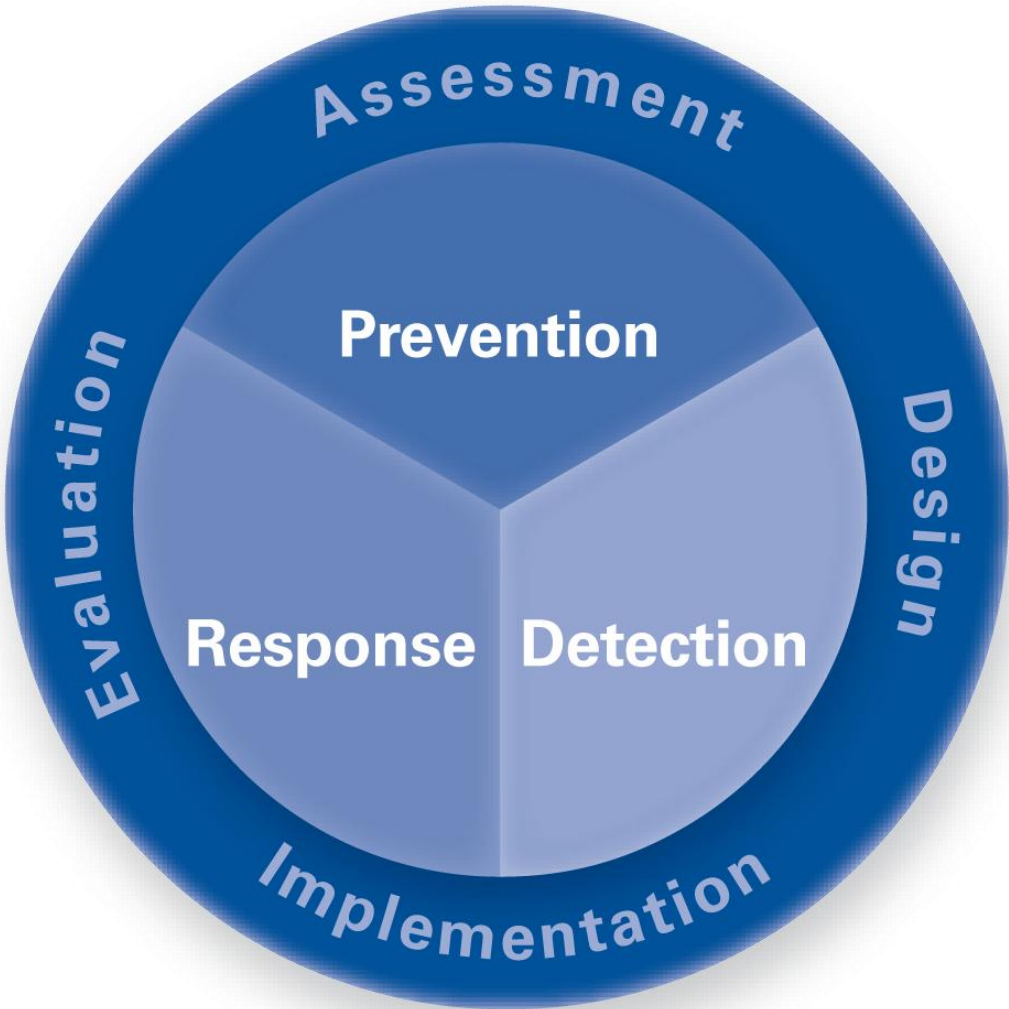 Assessment
Prevention
Evaluation
Design
Response
Detection
Implementation